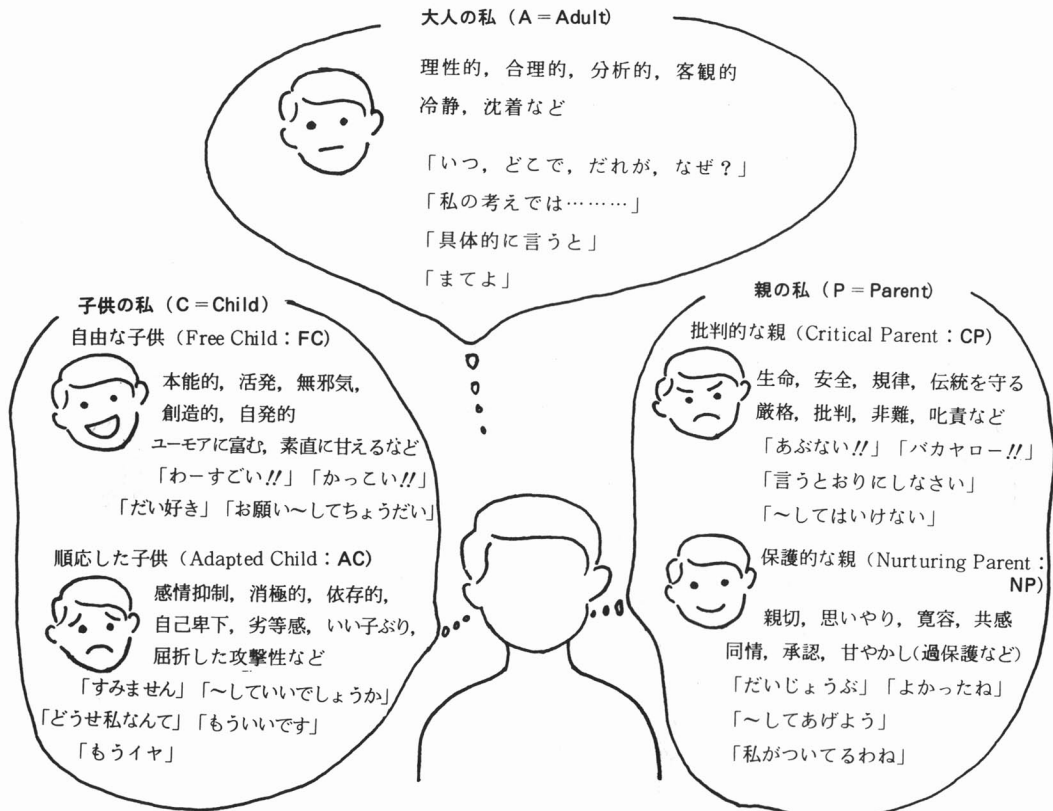 大人の私（A＝Adult）
理性的，合理的，分析的，客観的
冷静，沈着など
「いつ，どこで，だれが，なぜ？」
「私の考えでは………」
「具体的に言うと」
「まてよ」
子供の私（C＝Child）
自由な子供（Free Child：FC）
本能的，活発，無邪気，
創造的，自発的
ユーモアに富む，素直に甘えるなど
「わーすごい!!」「かっこい!!」
「だい好き」「お願い～してちょうだい」
順応した子供（Adapted Child：AC）
感情抑制，消極的，依存的，
自己卑下，劣等感，いい子ぶり，
屈折した攻撃性など
「すみません」「～していいでしょうか」
「どうせ私なんて」「もういいです」
「もうイヤ」
親の私（P＝Parent）
批判的な親（Critical Parent：CP）
生命，安全，規律，伝統を守る
厳格，批判，非難，叱責など
「あぶない!!」「バカヤロー!!」
「言うとおりにしなさい」
「～してはいけない」
保護的な親（Nurturing Parent：
NP）
親切，思いやり，寛容，共感
同情，承認，甘やかし(過保護など)
「だいじょうぶ」「よかったね」
「～してあげよう」
「私がついてるわね」